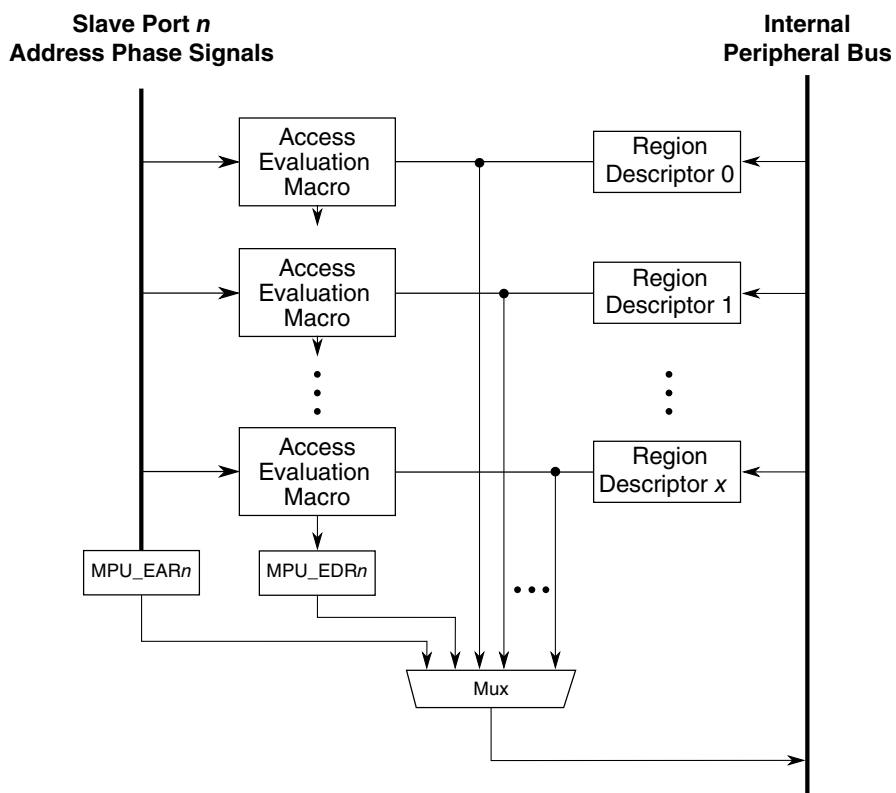 Slave Port n
Address Phase Signals
Internal
Peripheral Bus
Access
Evaluation
Macro
Region
Descriptor 0
Access
Evaluation
Macro
Region
Descriptor 1
Access
Evaluation
Macro
Region
Descriptor x
MPU_EARn
MPU_EDRn
Mux